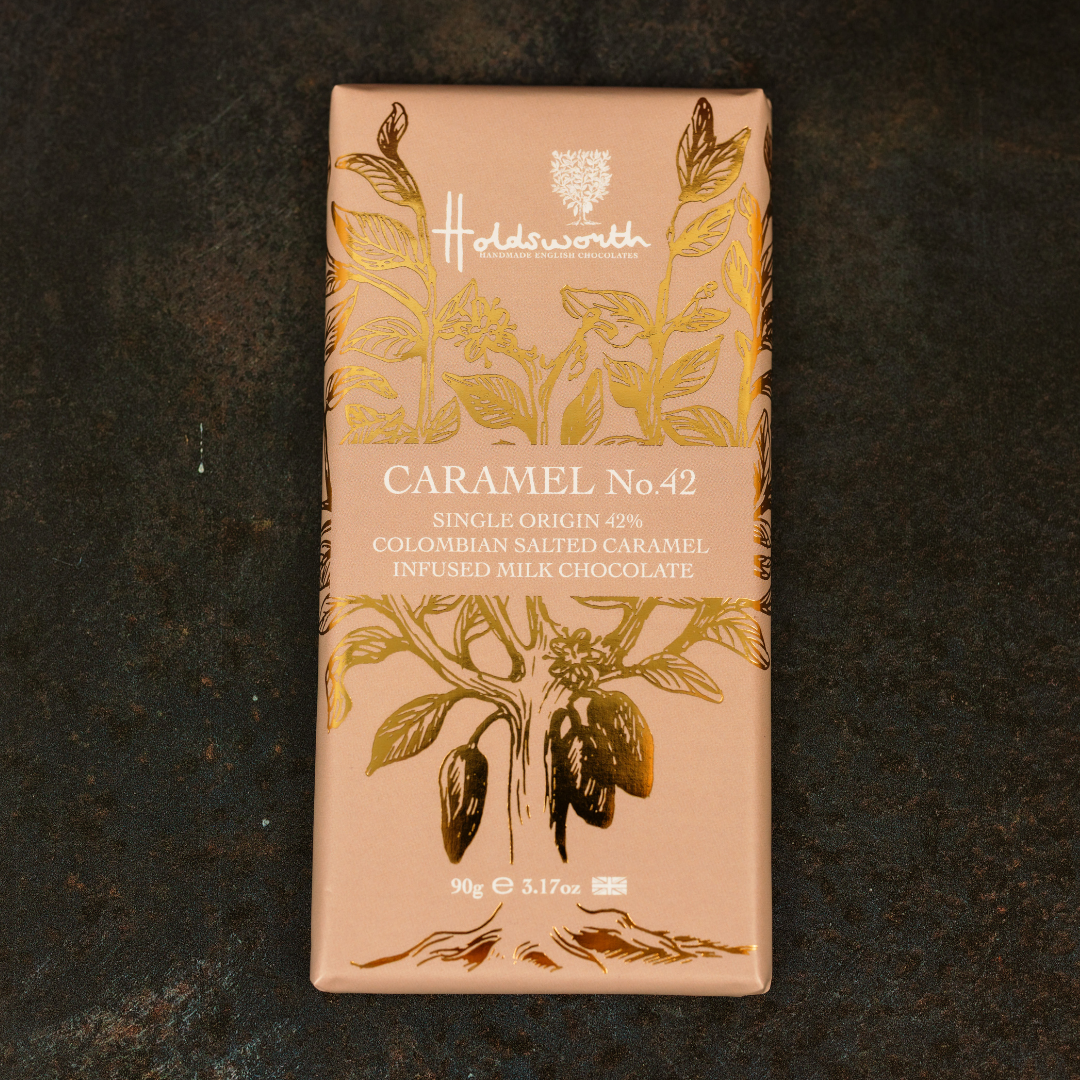 Holdsworth
HANDMADE ENGLISH CHOCOLATES
CARAMEL No.42
SINGLE ORIGIN 42%
COLOMBIAN SALTED CARAMEL
INFUSED MILK CHOCOLATE
90g ℮ 3.17oz